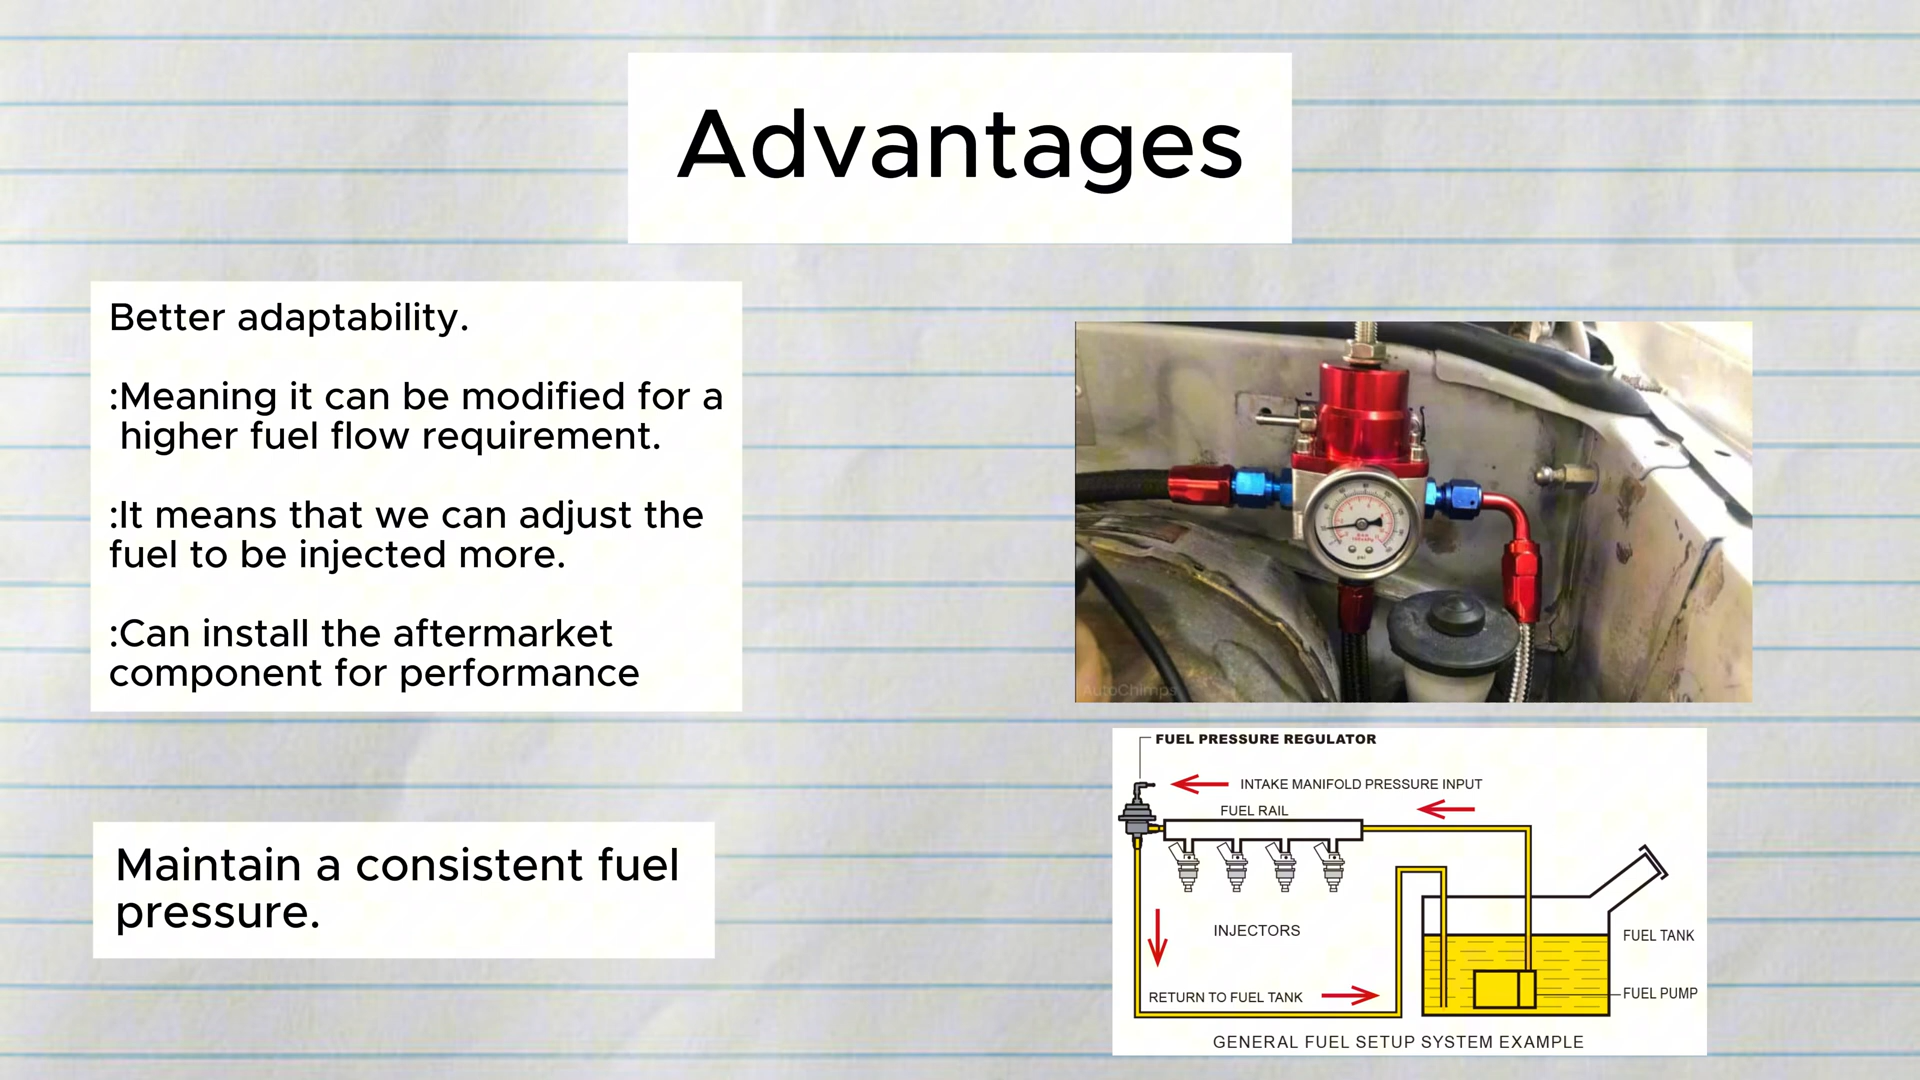 Advantages
Better adaptability.
:Meaning it can be modified for a
higher fuel flow requirement.
:It means that we can adjust the
fuel to be injected more.
:Can install the aftermarket
component for performance
Maintain a consistent fuel
pressure.
AutoChimps
FUEL PRESSURE REGULATOR
INTAKE MANIFOLD PRESSURE INPUT
FUEL RAIL
INJECTORS
FUEL TANK
RETURN TO FUEL TANK
FUEL PUMP
GENERAL FUEL SETUP SYSTEM EXAMPLE